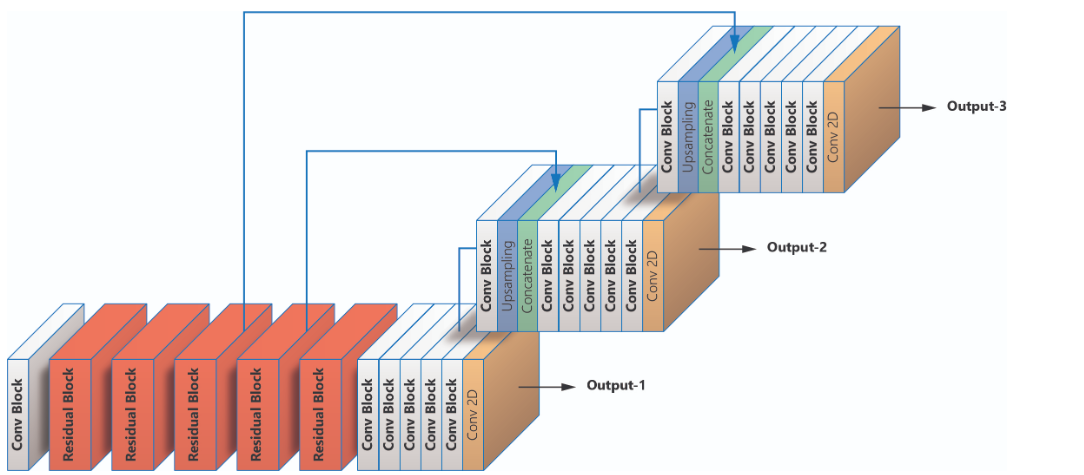 Conv Block
Upsampling
Concatenate
Conv Block
Conv Block
Conv Block
Conv Block
Conv Block
Conv 2D
Output-3
Conv Block
Upsampling
Concatenate
Conv Block
Conv Block
Conv Block
Conv Block
Conv Block
Conv 2D
Output-2
Conv Block
Residual Block
Residual Block
Residual Block
Residual Block
Residual Block
Conv Block
Conv Block
Conv Block
Conv Block
Conv Block
Conv 2D
Output-1